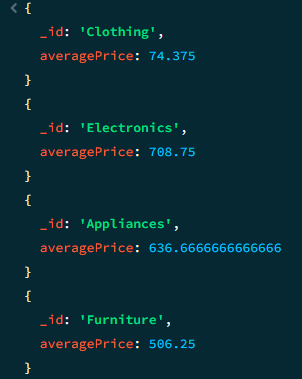 {
_id: 'Clothing',
averagePrice: 74.375
}
{
_id: 'Electronics',
averagePrice: 708.75
}
{
_id: 'Appliances',
averagePrice: 636.6666666666666
}
{
_id: 'Furniture',
averagePrice: 506.25
}